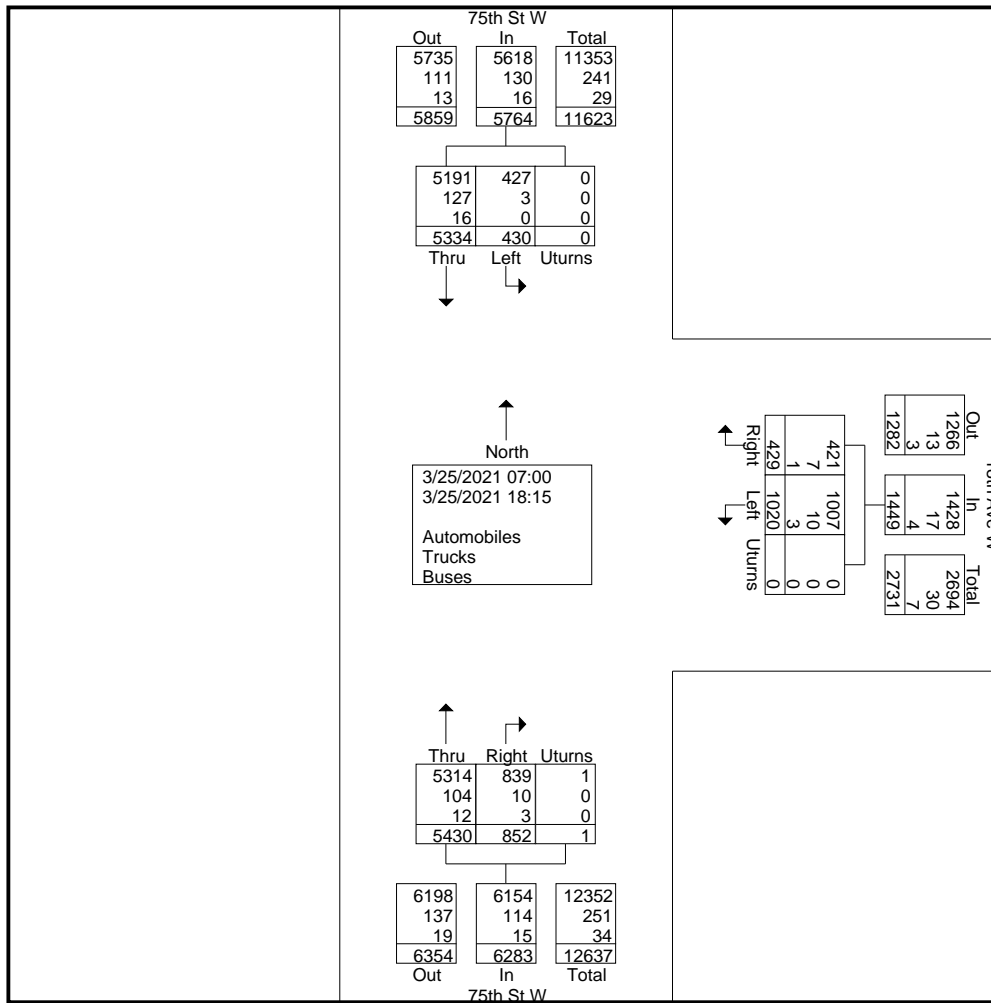 75th St W
Out In Total
5735 5618 11353
111 130 241
13 16 29
5859 5764 11623
5191 427 0
127 3 0
16 0 0
5334 430 0
Thru Left Uturns
Out In Total
1266 1428 2694
13 17 30
3 4 7
1282 1449 2731
421 1007 0
7 10 0
1 3 0
429 1020 0
Right Left Uturns
North
3/25/2021 07:00
3/25/2021 18:15
Automobiles
Trucks
Buses
Thru Right Uturns
5314 839 1
104 10 0
12 3 0
5430 852 1
6198 6154 12352
137 114 251
19 15 34
6354 6283 12637
Out In Total
75th St W